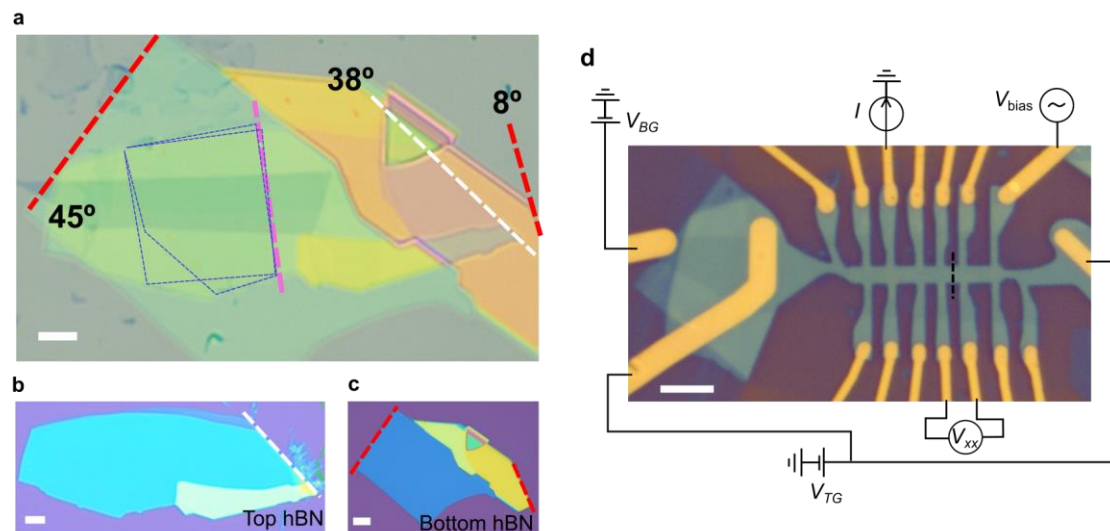 a
38º
8º
45º
b
Top hBN
c
Bottom hBN
d
V_BG
I
V_bias
V_xx
V_TG